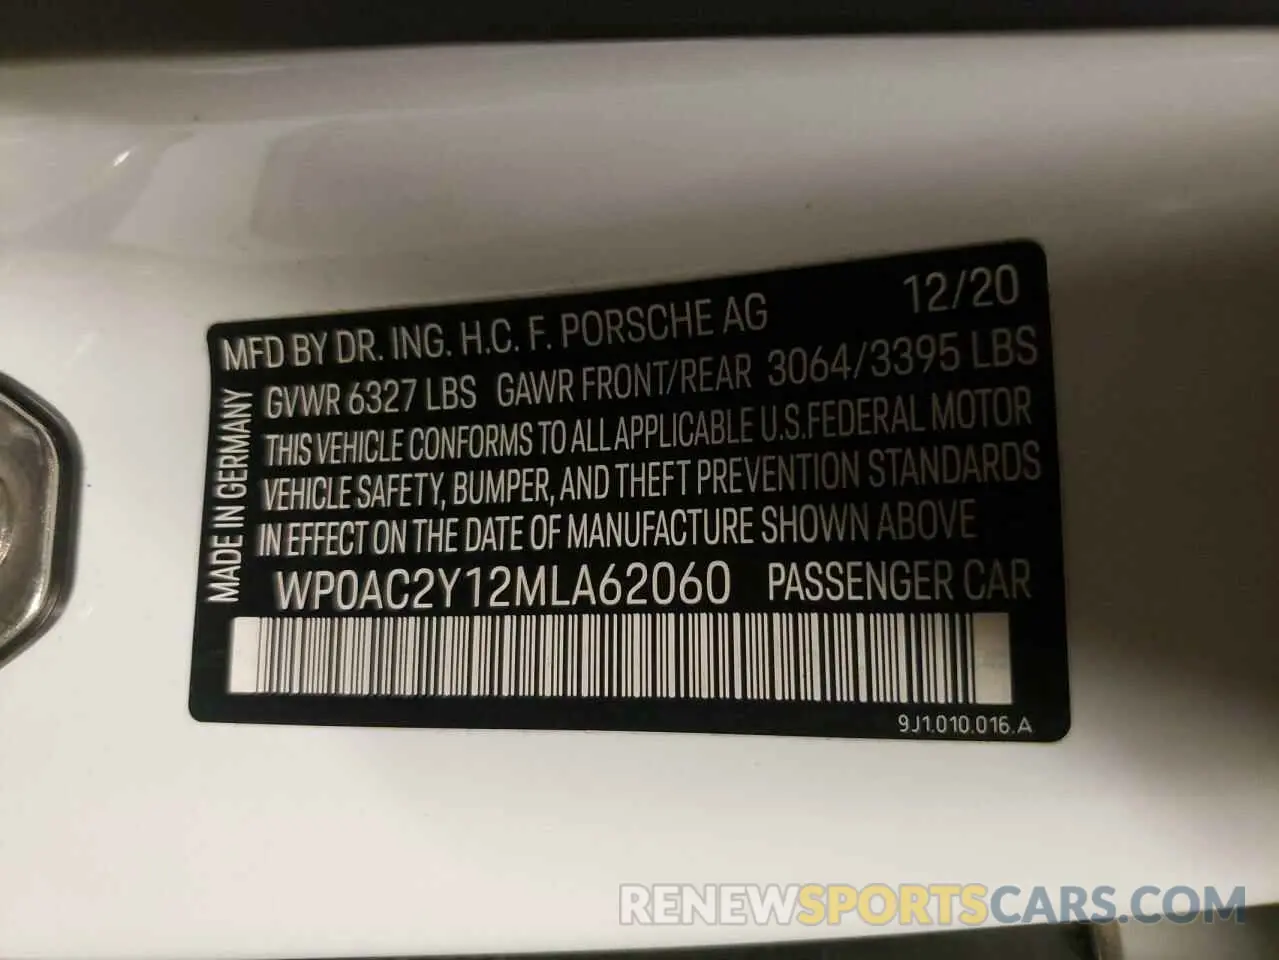 MFD BY DR. ING. H.C. F. PORSCHE AG 12/20
GVWR 6327 LBS GAWR FRONT/REAR 3064/3395 LBS
THIS VEHICLE CONFORMS TO ALL APPLICABLE U.S.FEDERAL MOTOR
VEHICLE SAFETY, BUMPER, AND THEFT PREVENTION STANDARDS
IN EFFECT ON THE DATE OF MANUFACTURE SHOWN ABOVE
WP0AC2Y12MLA62060 PASSENGER CAR
MADE IN GERMANY
9J1.010.016.A
RENEWSPORTSCARS.COM